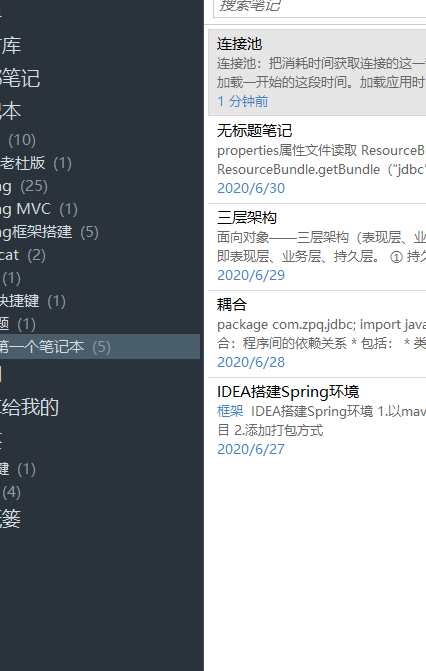 库
笔记
本
(10)
老杜版 (1)
ng (25)
ng MVC (1)
ng框架搭建 (5)
cat (2)
(1)
快捷键 (1)
题 (1)
第一个笔记本 (5)
享给我的
建 (1)
(4)
篓
搜索笔记
连接池
连接池：把消耗时间获取连接的这一
加载一开始的这段时间。加载应用时
1 分钟前
无标题笔记
properties属性文件读取 ResourceB
ResourceBundle.getBundle（“jdbc”
2020/6/30
三层架构
面向对象——三层架构（表现层、业
即表现层、业务层、持久层。 ① 持久
2020/6/29
耦合
package com.zpq.jdbc; import java
合：程序间的依赖关系 * 包括： * 类
2020/6/28
IDEA搭建Spring环境
框架 IDEA搭建Spring环境 1.以mav
目 2.添加打包方式
2020/6/27